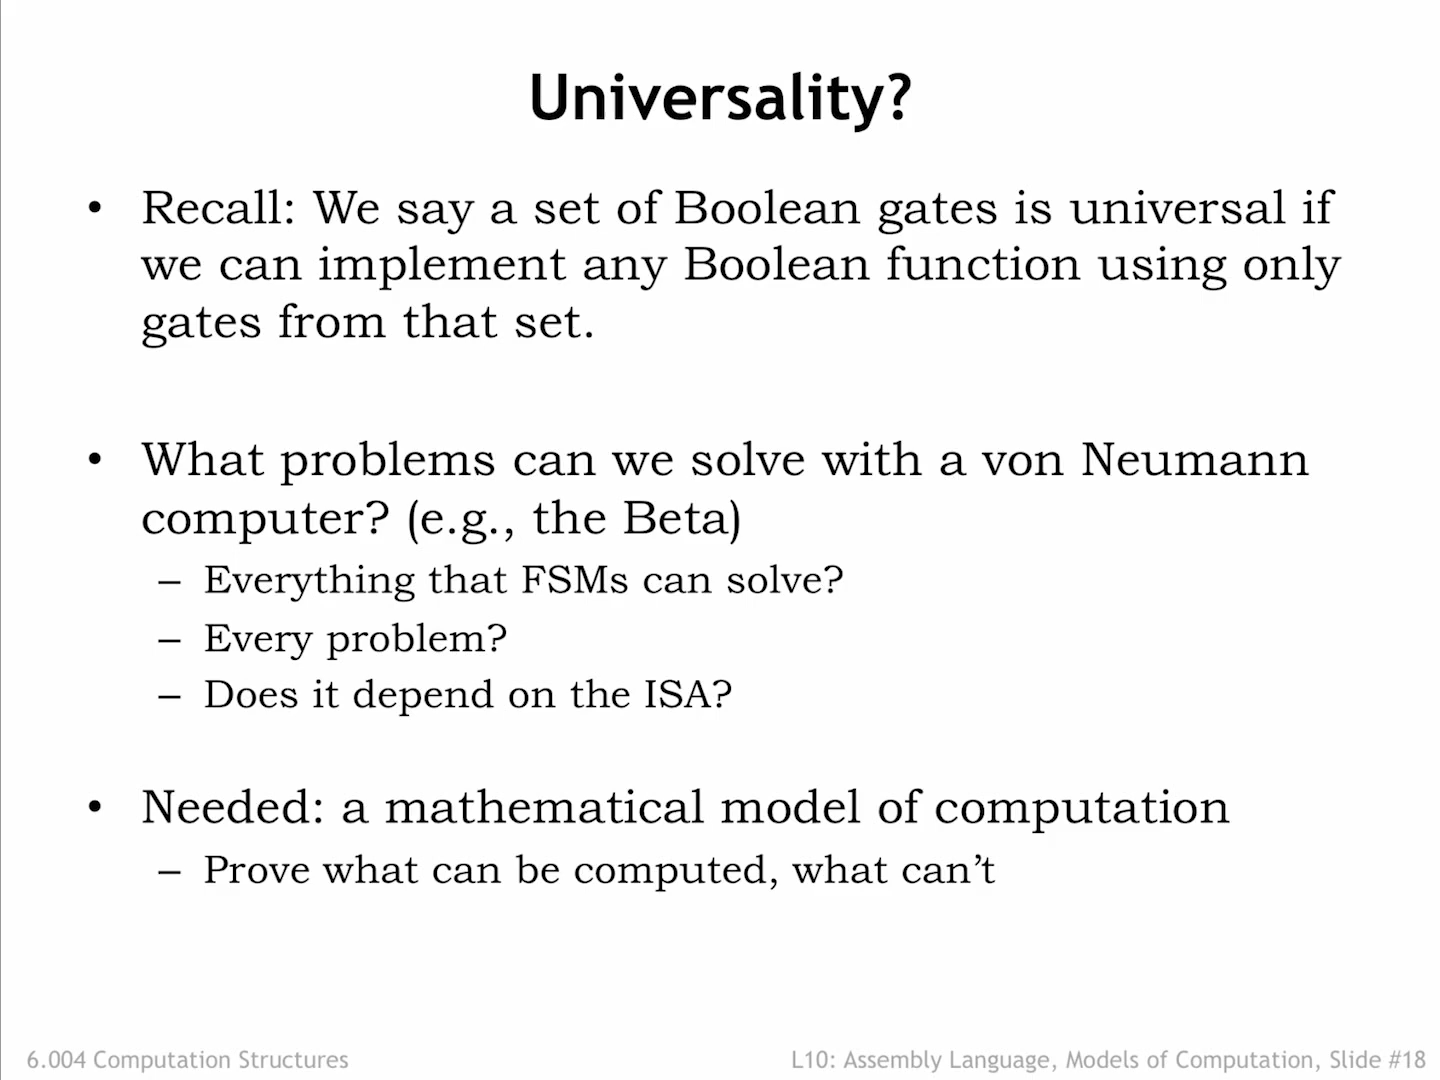 Universality?
• Recall: We say a set of Boolean gates is universal if
we can implement any Boolean function using only
gates from that set.
• What problems can we solve with a von Neumann
computer? (e.g., the Beta)
– Everything that FSMs can solve?
– Every problem?
– Does it depend on the ISA?
• Needed: a mathematical model of computation
– Prove what can be computed, what can’t
6.004 Computation Structures
L10: Assembly Language, Models of Computation, Slide #18